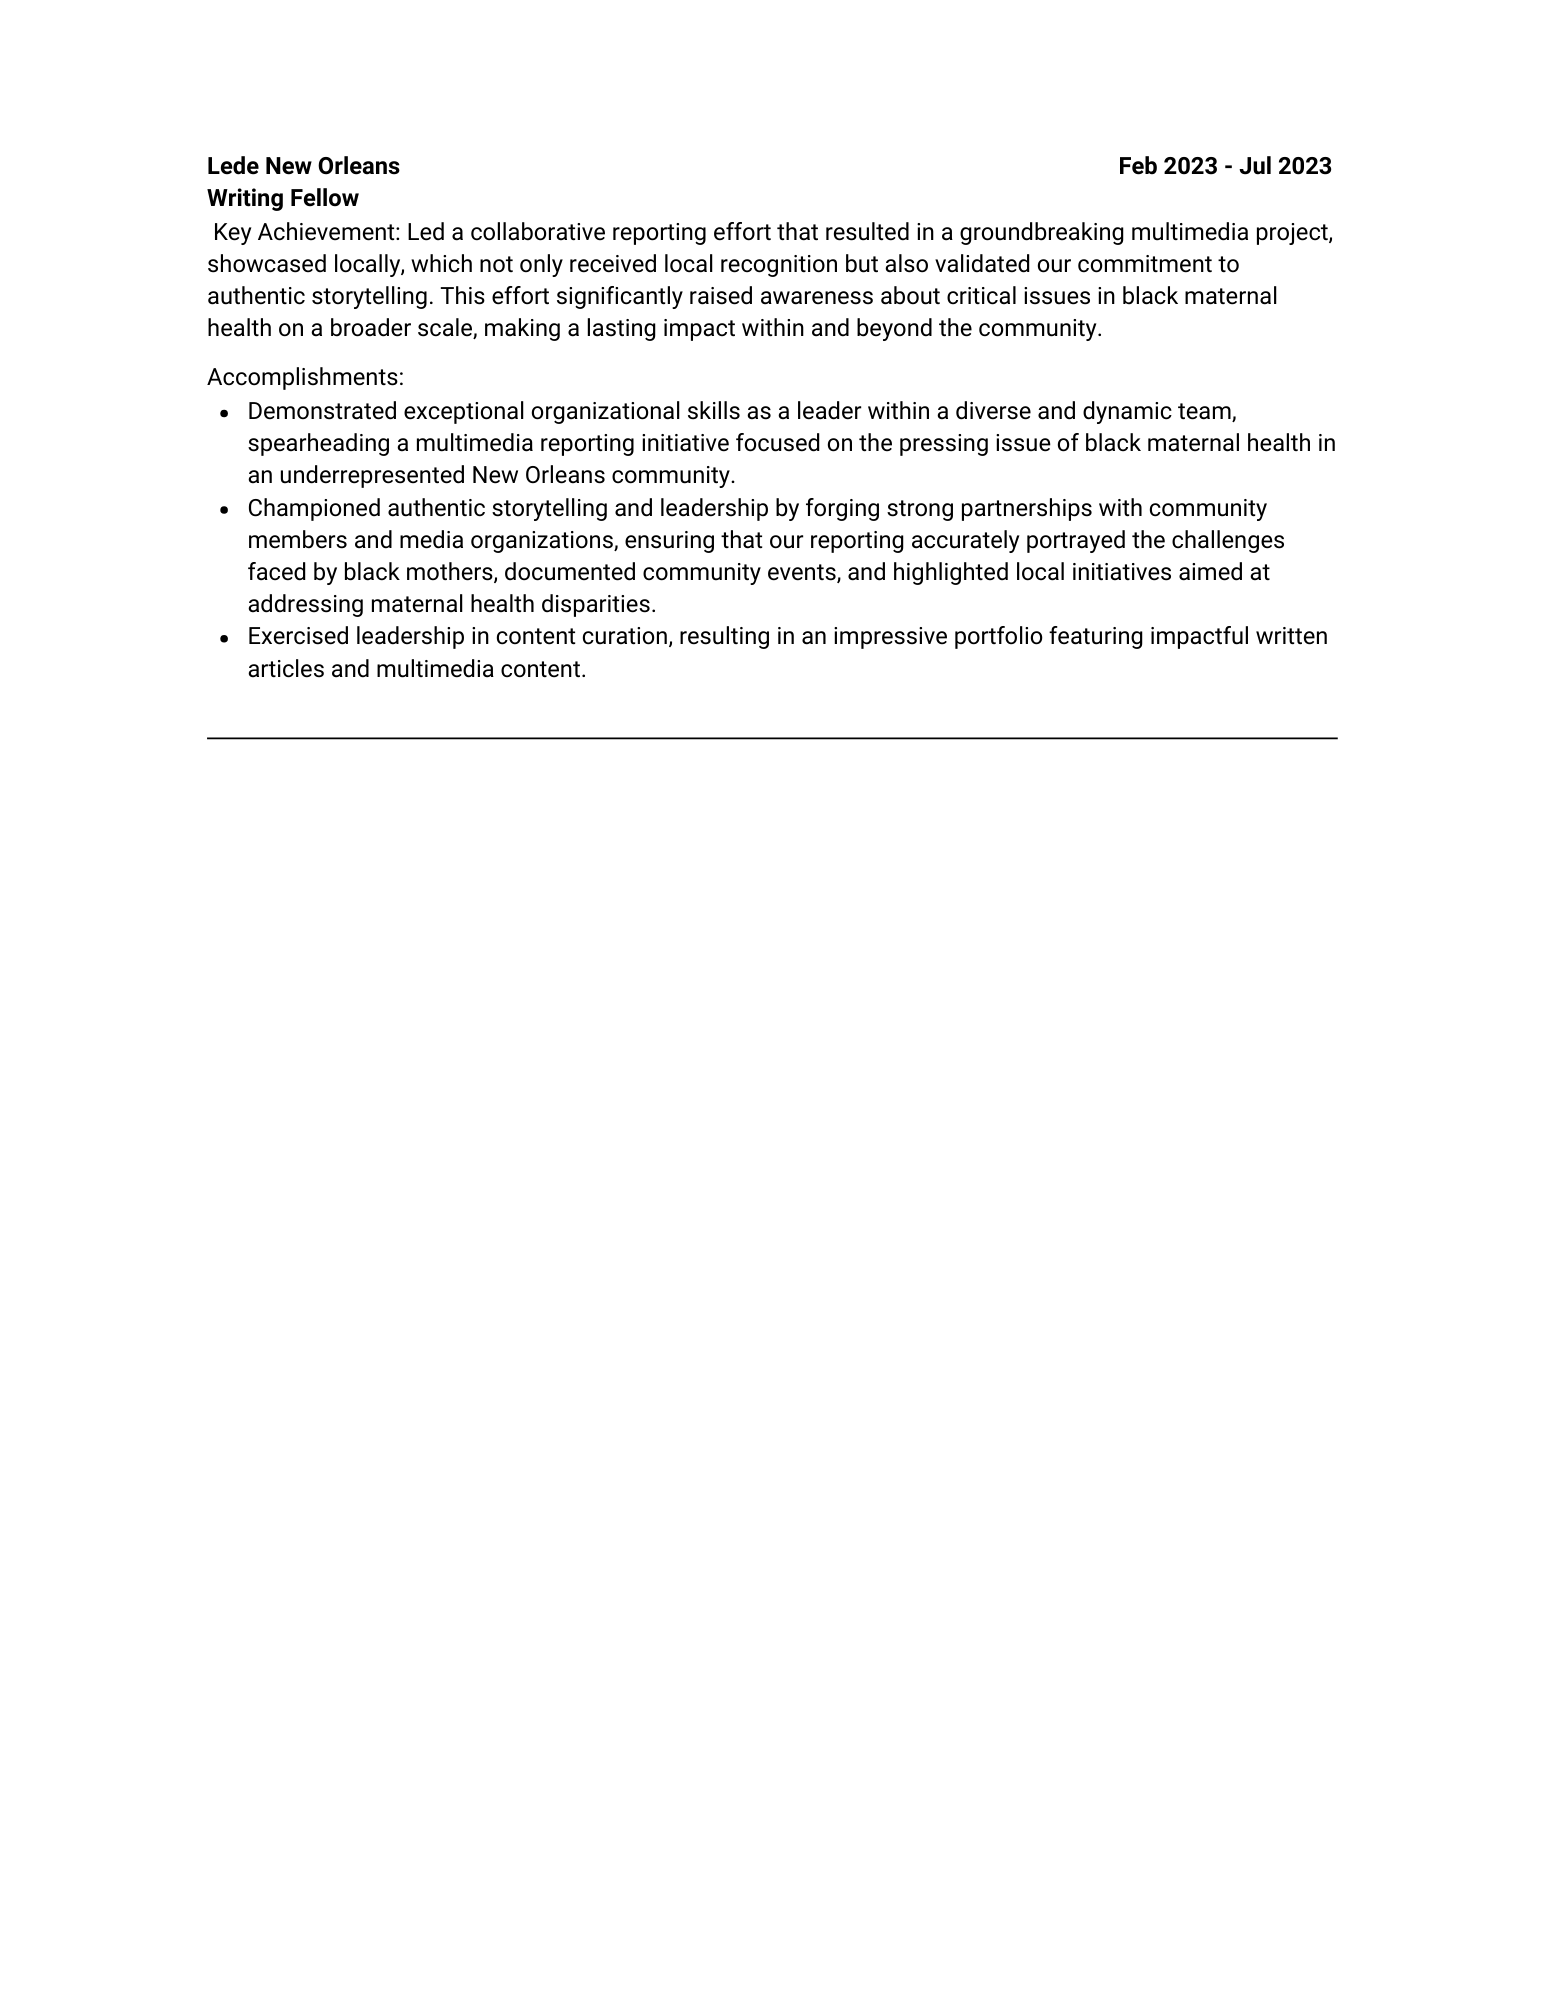 Lede New Orleans Feb 2023 - Jul 2023
Writing Fellow
Key Achievement: Led a collaborative reporting effort that resulted in a groundbreaking multimedia project,
showcased locally, which not only received local recognition but also validated our commitment to
authentic storytelling. This effort significantly raised awareness about critical issues in black maternal
health on a broader scale, making a lasting impact within and beyond the community.
Accomplishments:
• Demonstrated exceptional organizational skills as a leader within a diverse and dynamic team,
spearheading a multimedia reporting initiative focused on the pressing issue of black maternal health in
an underrepresented New Orleans community.
• Championed authentic storytelling and leadership by forging strong partnerships with community
members and media organizations, ensuring that our reporting accurately portrayed the challenges
faced by black mothers, documented community events, and highlighted local initiatives aimed at
addressing maternal health disparities.
• Exercised leadership in content curation, resulting in an impressive portfolio featuring impactful written
articles and multimedia content.